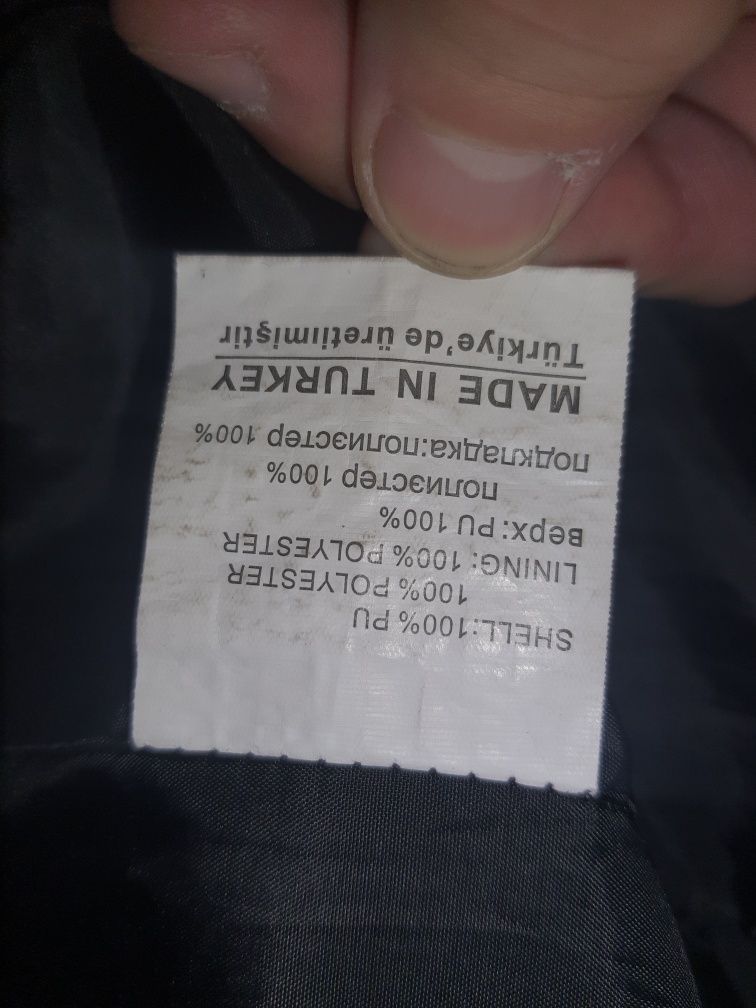 SHELL:100% PU
100% POLYESTER
LINING: 100% POLYESTER
верх: PU 100%
полиэстер 100%
подкладка:полиэстер 100%
MADE IN TURKEY
Türkiye'de üretilmiştir